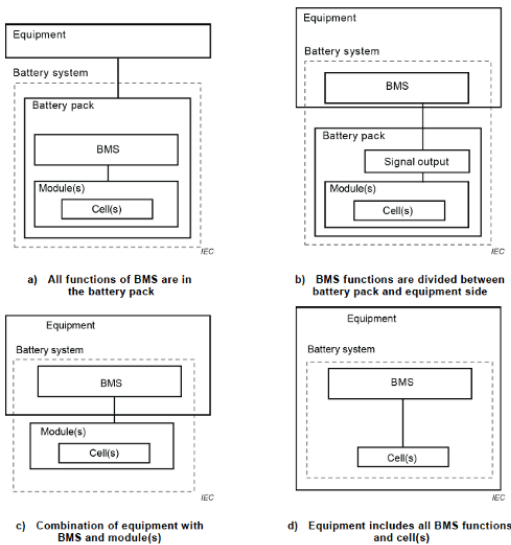 Equipment
Battery system
Battery pack
BMS
Module(s)
Cell(s)
IEC
a) All functions of BMS are in
the battery pack
Equipment
Battery system
BMS
Battery pack
Signal output
Module(s)
Cell(s)
IEC
b) BMS functions are divided between
battery pack and equipment side
Equipment
Battery system
BMS
Module(s)
Cell(s)
IEC
c) Combination of equipment with
BMS and module(s)
Equipment
Battery system
BMS
Cell(s)
IEC
d) Equipment includes all BMS functions
and cell(s)